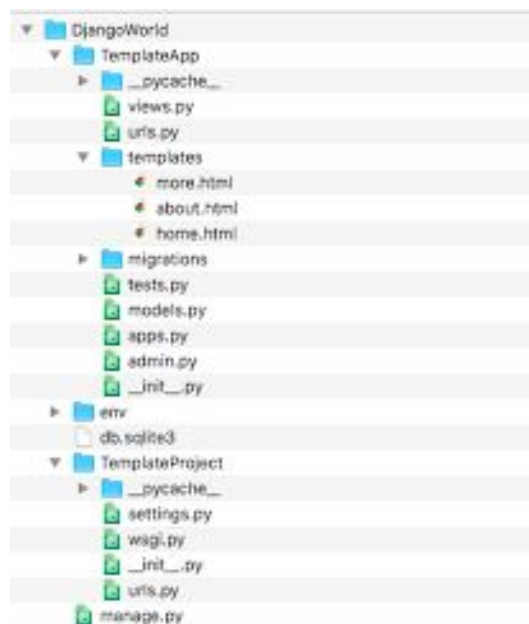 DjangoWorld
TemplateApp
__pycache__
views.py
urls.py
templates
more.html
about.html
home.html
migrations
tests.py
models.py
apps.py
admin.py
__init__.py
env
db.sqlite3
TemplateProject
__pycache__
settings.py
wsgi.py
__init__.py
urls.py
manage.py